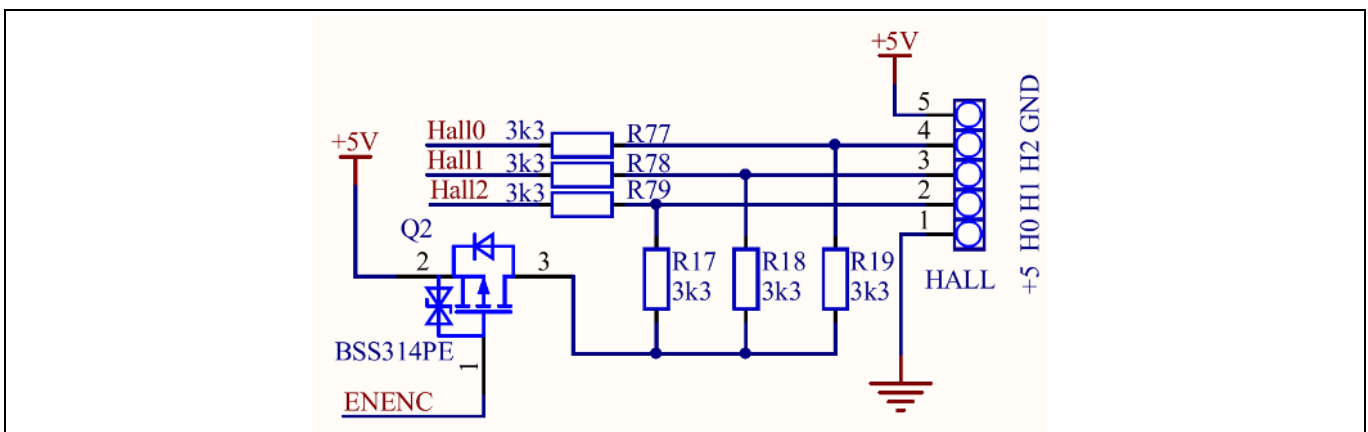 +5V
5
Hall0 3k3 R77 4
+5V
Hall1 3k3 R78 3
Hall2 3k3 R79 2
Q2 1
2 3
R17 R18 R19
3k3 3k3 3k3
HALL
+5 H0 H1 H2 GND
BSS314PE
1
ENENC